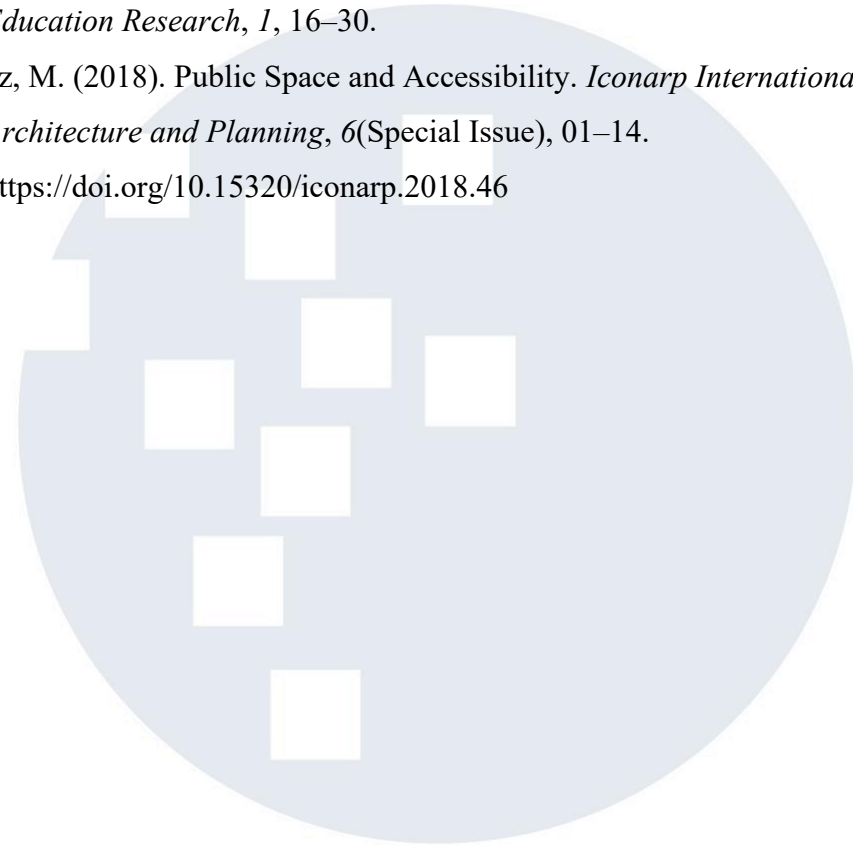 Education Research, 1, 16–30.
z, M. (2018). Public Space and Accessibility. Iconarp Internationa
rchitecture and Planning, 6(Special Issue), 01–14.
ttps://doi.org/10.15320/iconarp.2018.46